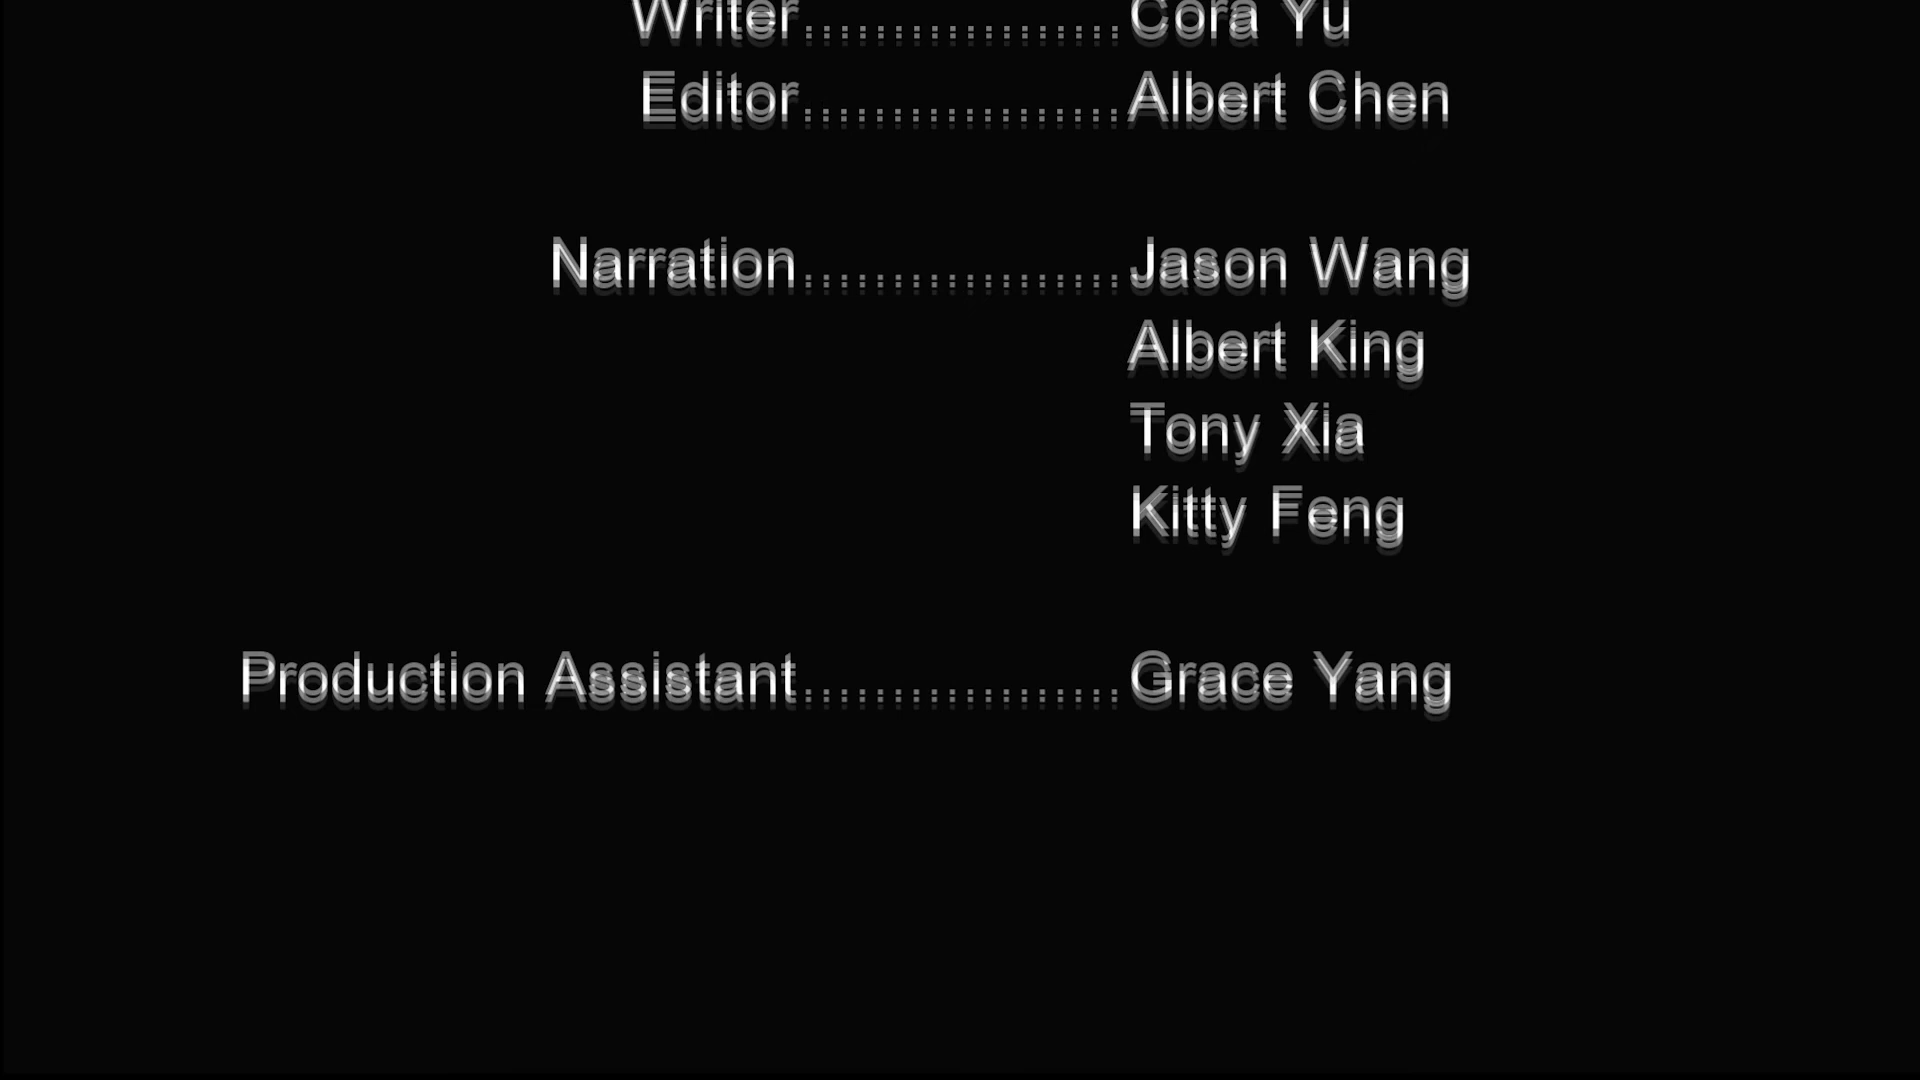 Writer..................Cora Yu
Editor..................Albert Chen
Narration..................Jason Wang
Albert King
Tony Xia
Kitty Feng
Production Assistant..................Grace Yang